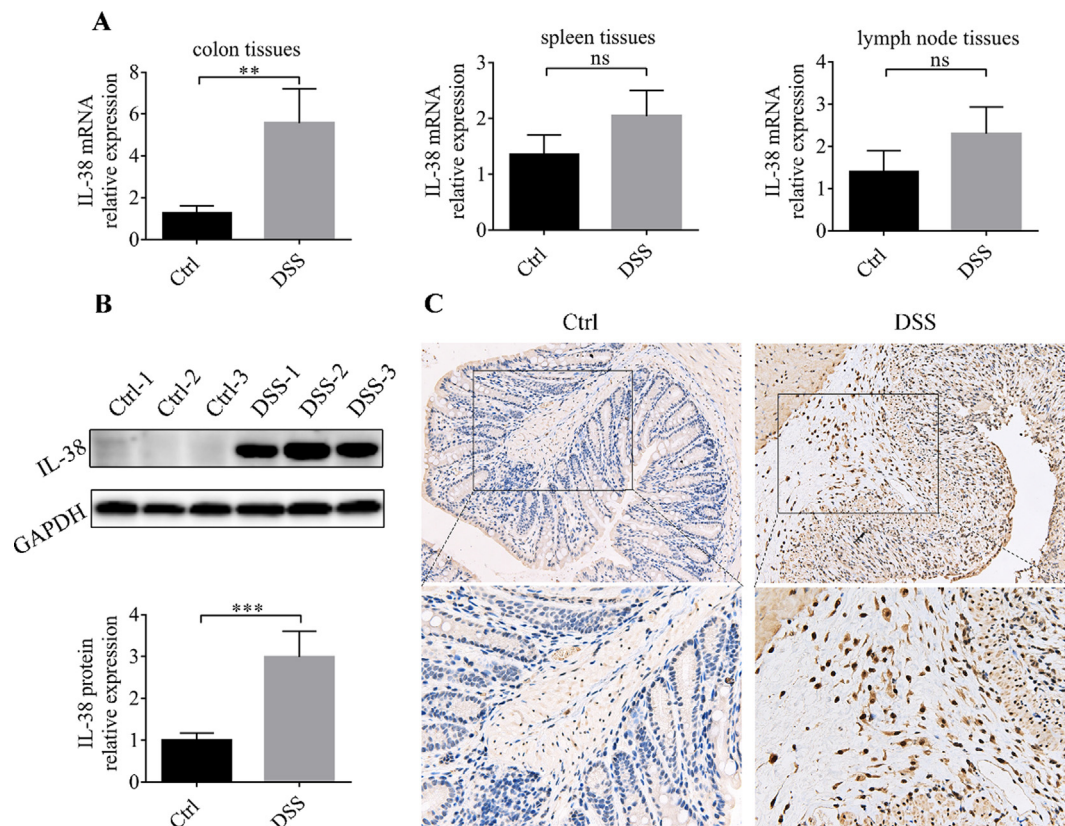 A
colon tissues
**
IL-38 mRNA
relative expression
8
6
4
2
0
Ctrl
DSS
spleen tissues
ns
IL-38 mRNA
relative expression
3
2
1
0
Ctrl
DSS
lymph node tissues
ns
IL-38 mRNA
relative expression
4
3
2
1
0
Ctrl
DSS
B
Ctrl-1
Ctrl-2
Ctrl-3
DSS-1
DSS-2
DSS-3
IL-38
GAPDH
***
IL-38 protein
relative expression
4
3
2
1
0
Ctrl
DSS
C
Ctrl
DSS